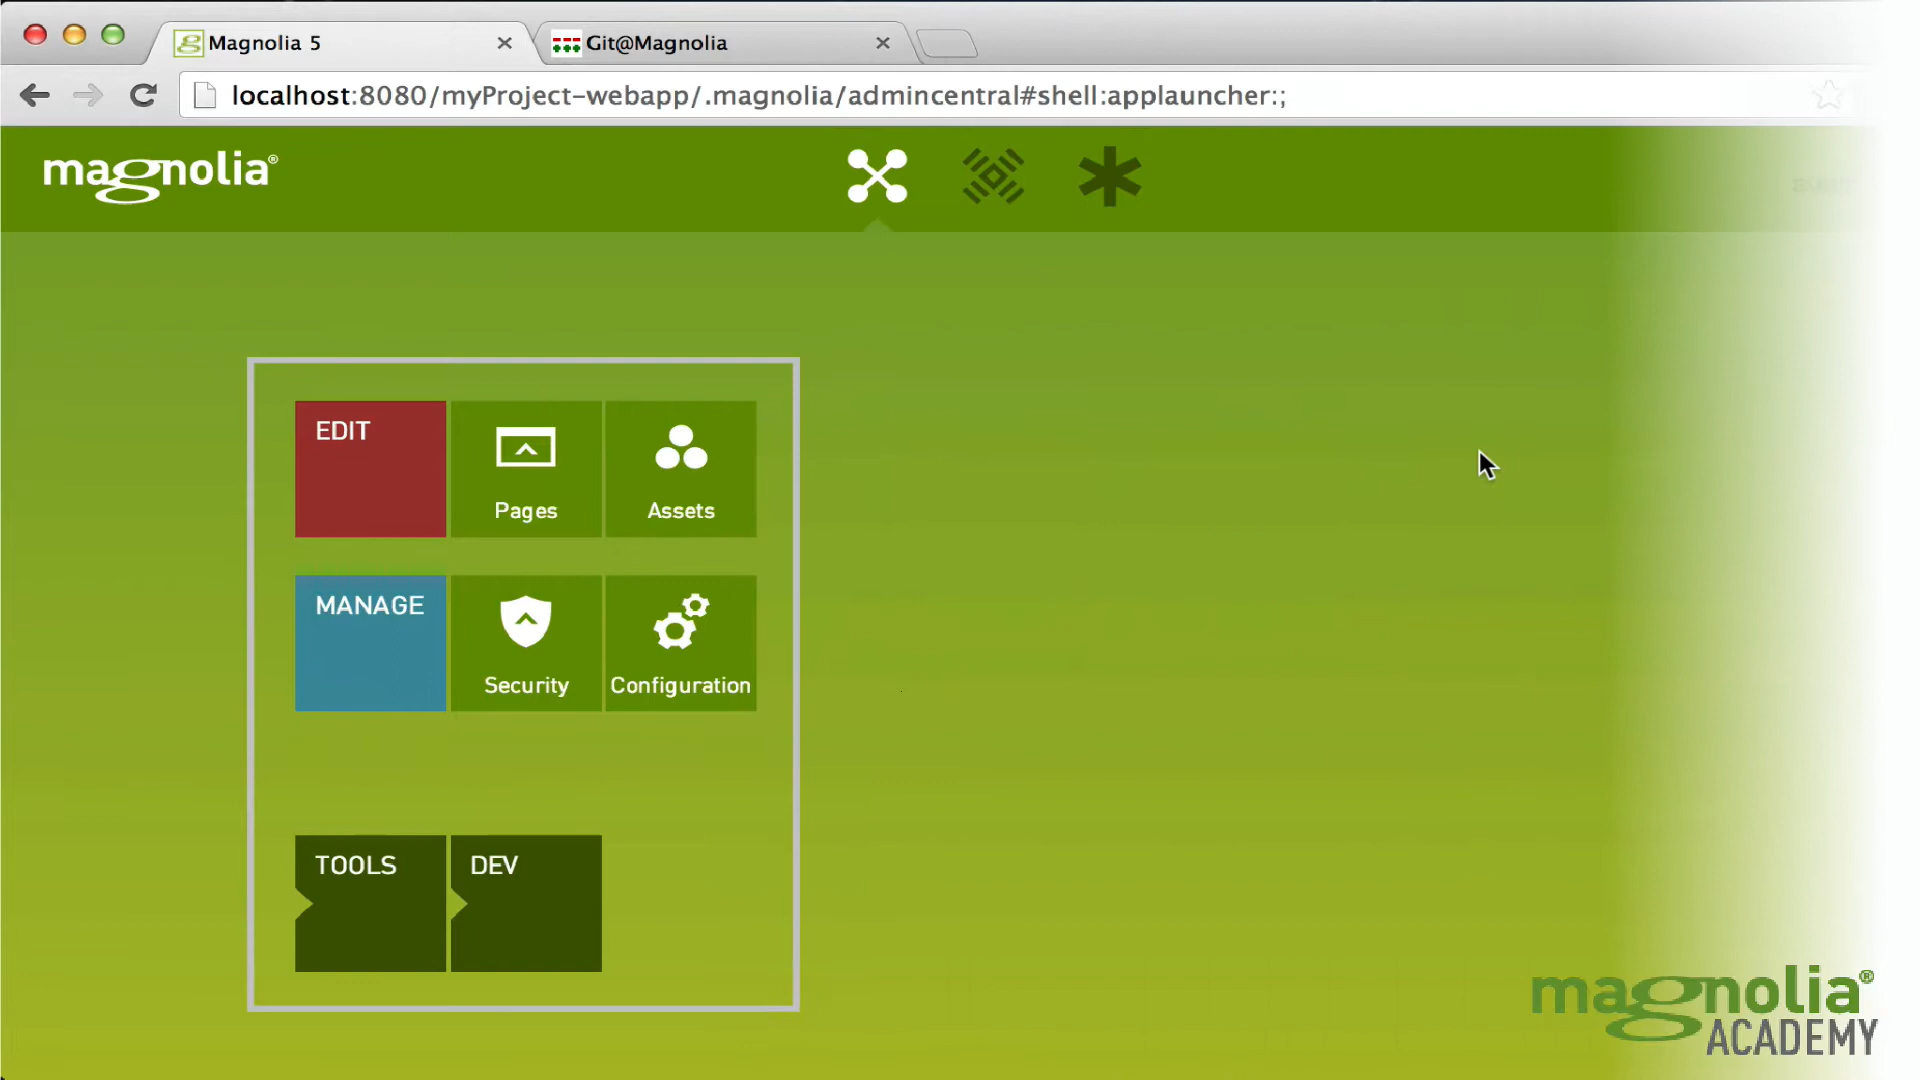 Magnolia 5
Git@Magnolia
localhost:8080/myProject-webapp/.magnolia/admincentral#shell:applauncher:;
magnolia®
EDIT
Pages
Assets
MANAGE
Security
Configuration
TOOLS
DEV
magnolia®
ACADEMY